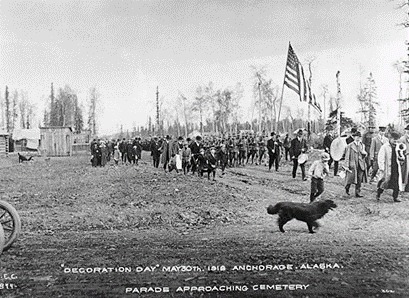 "DECORATION DAY" MAY 30TH. 1918 ANCHORAGE, ALASKA.
PARADE APPROACHING CEMETERY